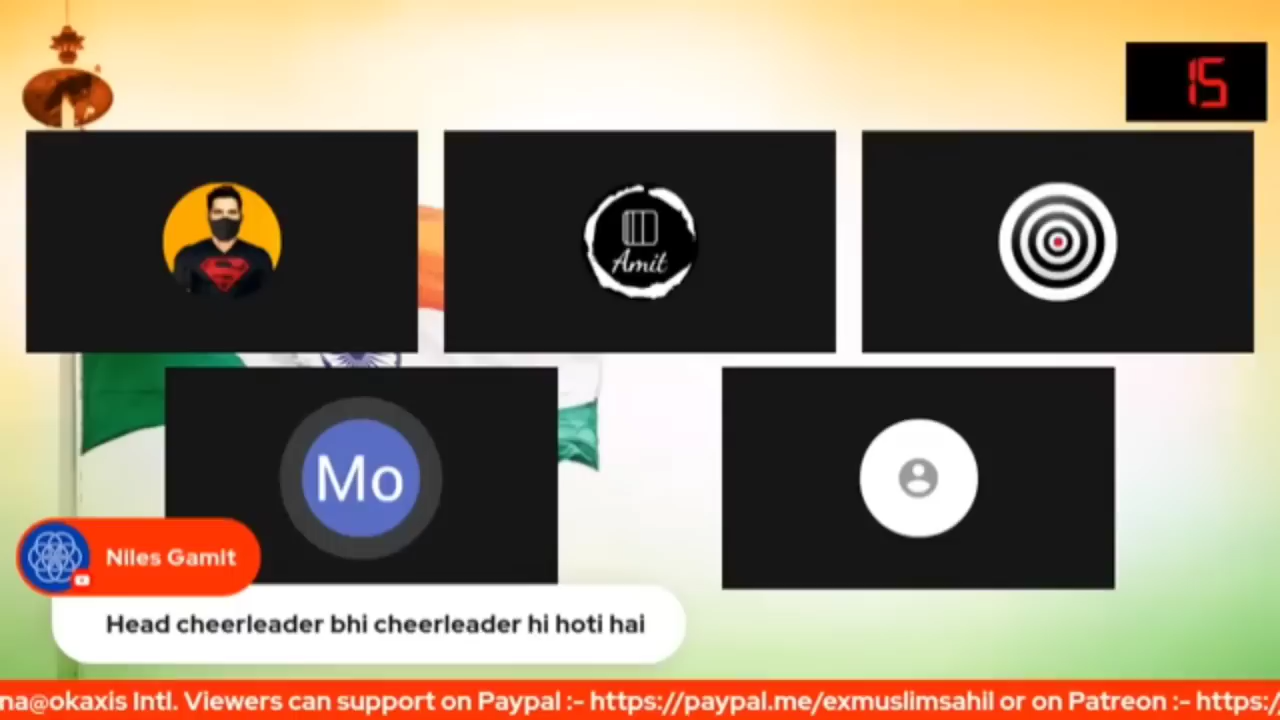 15
Amit
Mo
Niles Gamit
Head cheerleader bhi cheerleader hi hoti hai
na@okaxis Intl. Viewers can support on Paypal :- https://paypal.me/exmuslimsahil or on Patreon :- https:/